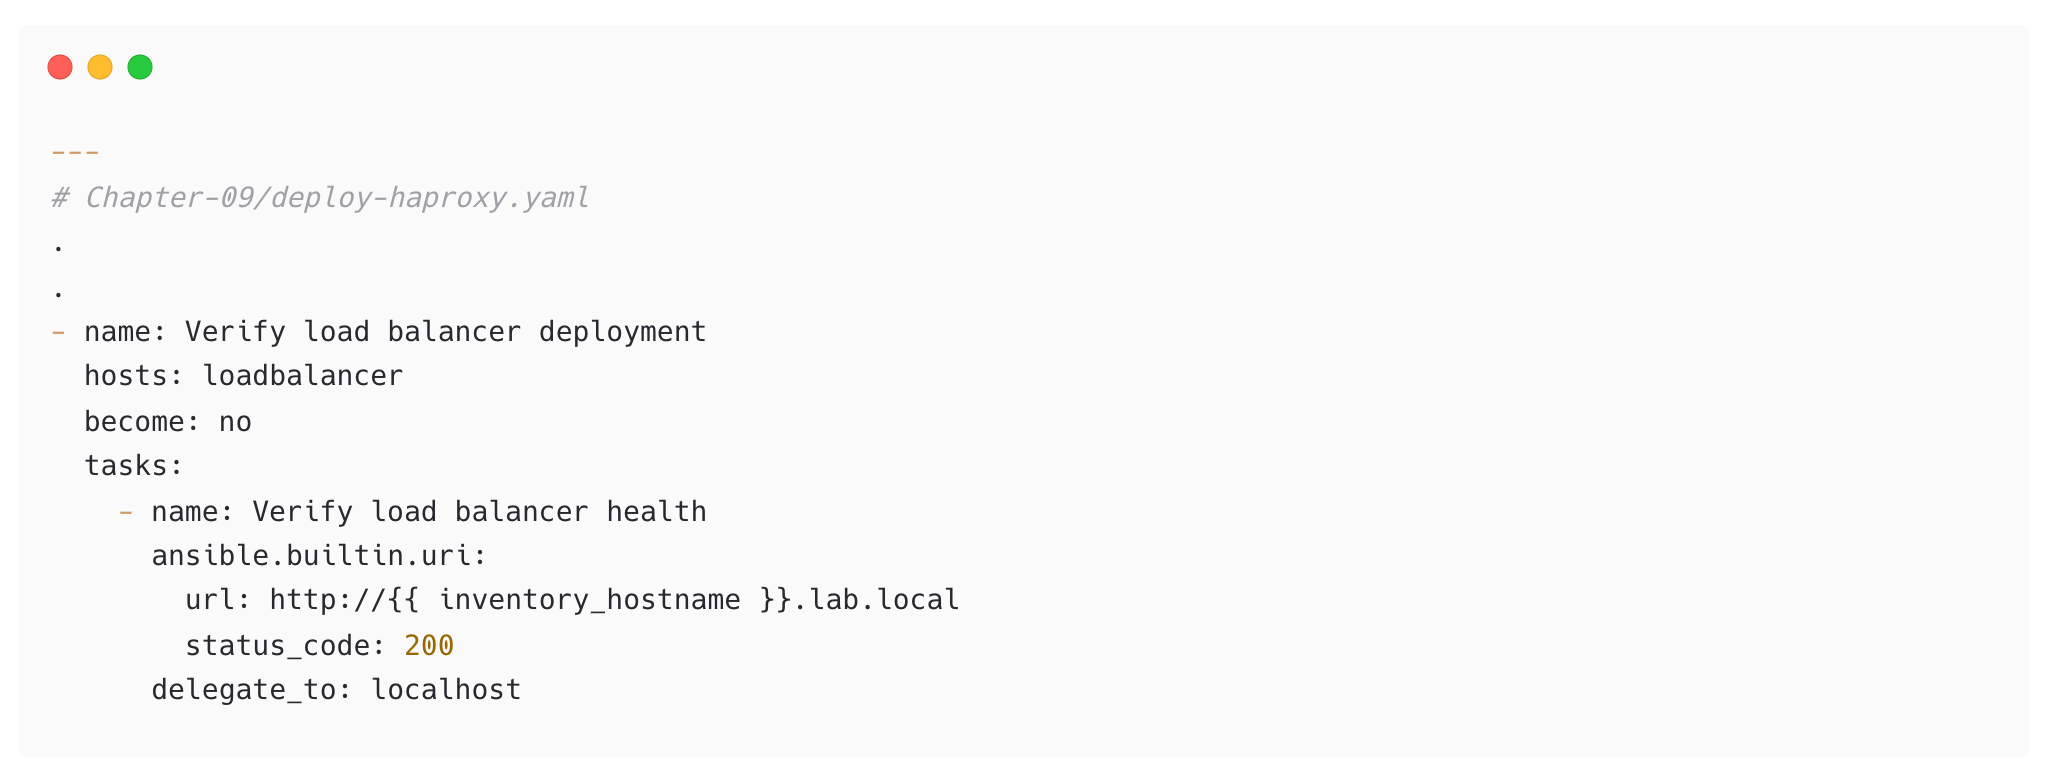 ---
# Chapter-09/deploy-haproxy.yaml
.
.
- name: Verify load balancer deployment
  hosts: loadbalancer
  become: no
  tasks:
    - name: Verify load balancer health
      ansible.builtin.uri:
        url: http://{{ inventory_hostname }}.lab.local
        status_code: 200
      delegate_to: localhost